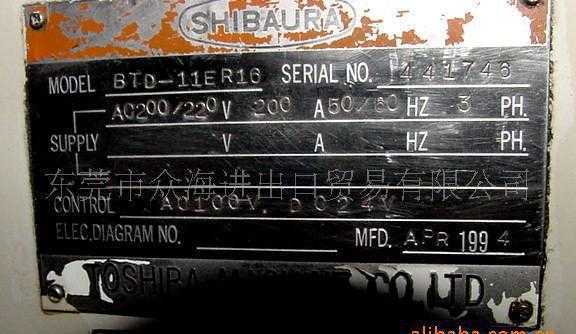 SHIBAURA
MODEL BTD-11ER16 SERIAL NO. 441746
AC200/220 V 200 A 50/60 HZ 3 PH.
SUPPLY V A HZ PH.
东莞市众海进出口贸易有限公司
CONTROL AC100V. DC24V
ELEC.DIAGRAM NO. MFD. APR 1994
TOSHIBA CO LTD